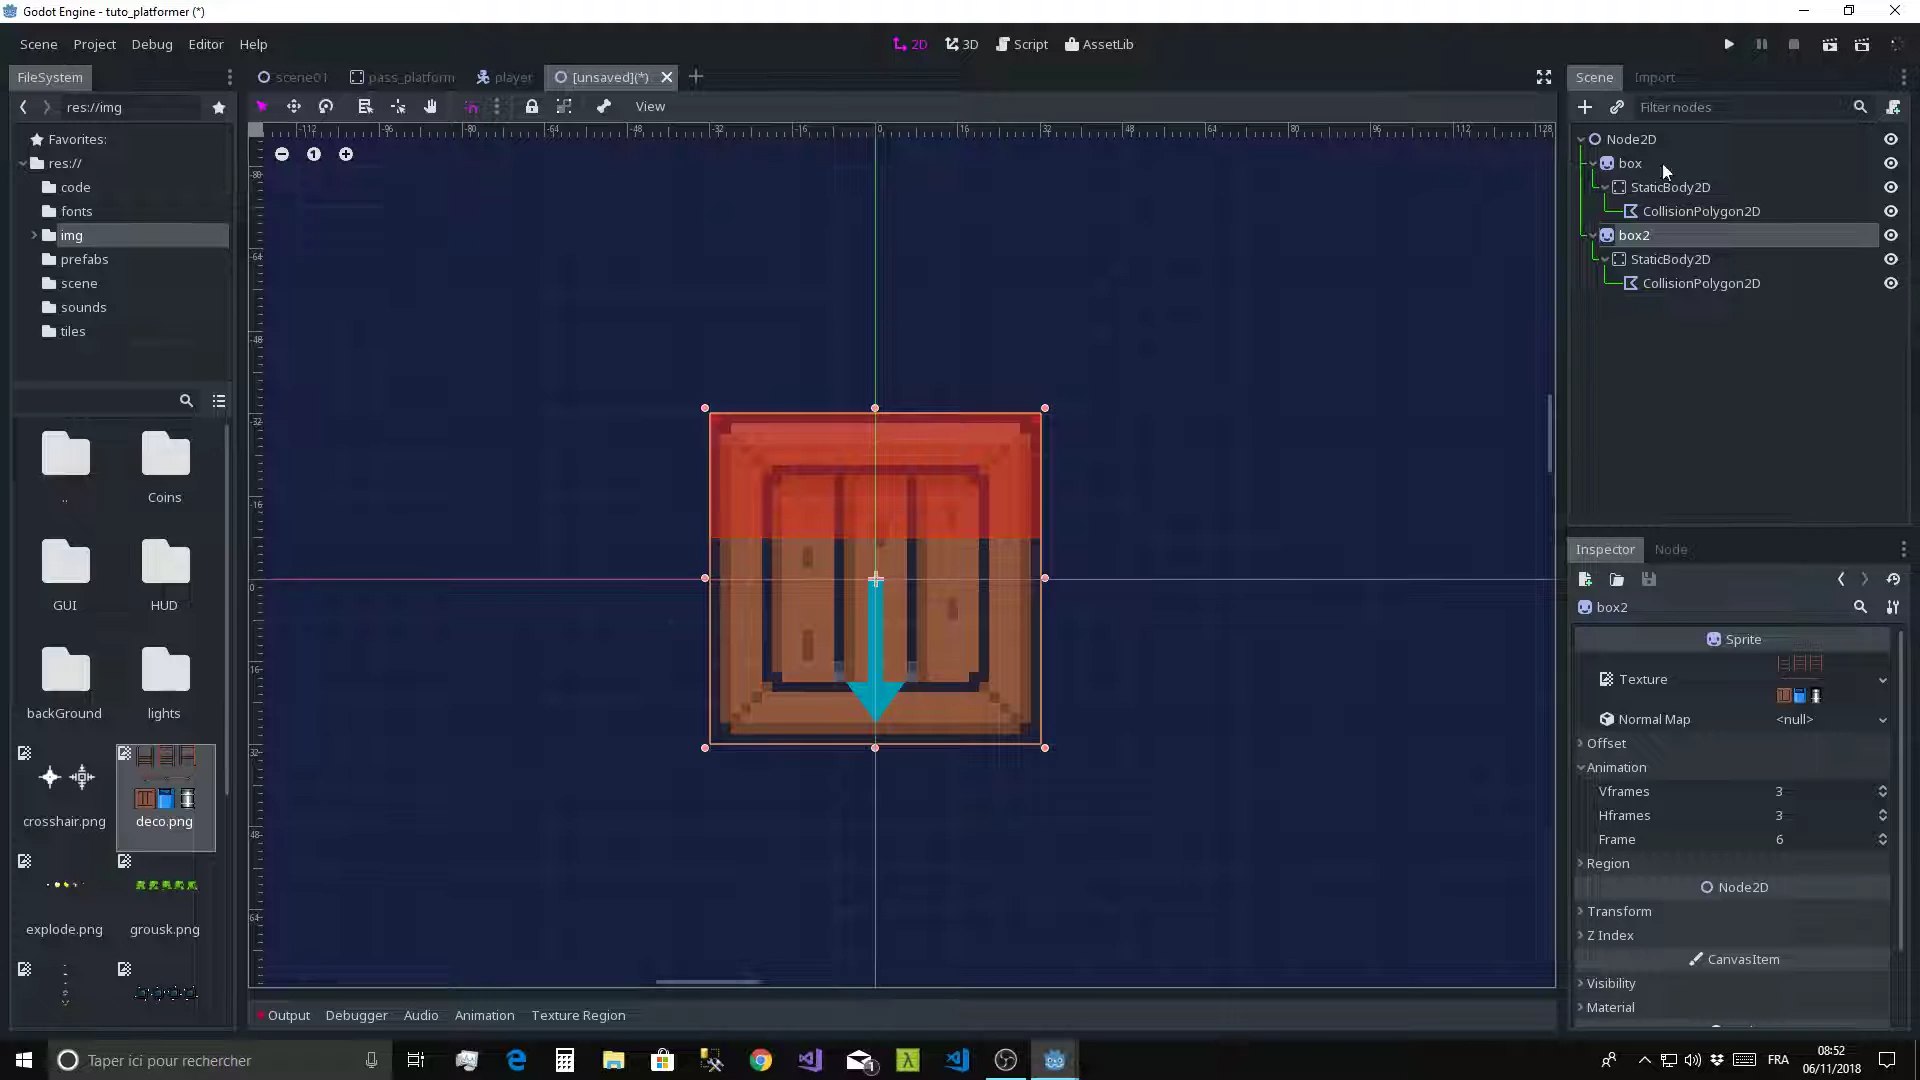 Godot Engine - tuto_platformer (*)
Scene Project Debug Editor Help
2D 3D Script AssetLib
FileSystem
scene01 pass_platform player [unsaved](*)
Scene Import
res://img
View
Filter nodes
Favorites:
res://
code
fonts
img
prefabs
scene
sounds
tiles
Node2D
box
StaticBody2D
CollisionPolygon2D
box2
StaticBody2D
CollisionPolygon2D
..
Coins
GUI
HUD
backGround
lights
crosshair.png
deco.png
explode.png
grousk.png
Inspector Node
box2
Sprite
Texture
Normal Map <null>
Offset
Animation
Vframes 3
Hframes 3
Frame 6
Region
Node2D
Transform
Z Index
CanvasItem
Visibility
Material
Output Debugger Audio Animation Texture Region
Taper ici pour rechercher
FRA
08:52
06/11/2018